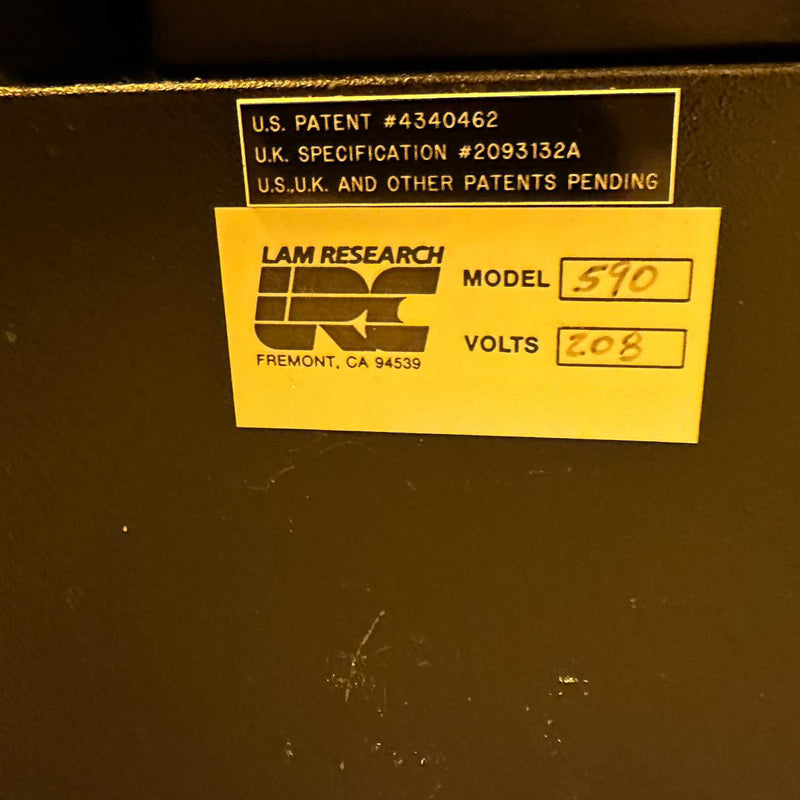 U.S. PATENT #4340462
U.K. SPECIFICATION #2093132A
U.S.,U.K. AND OTHER PATENTS PENDING
LAM RESEARCH
LRC
FREMONT, CA 94539
MODEL 590
VOLTS 208